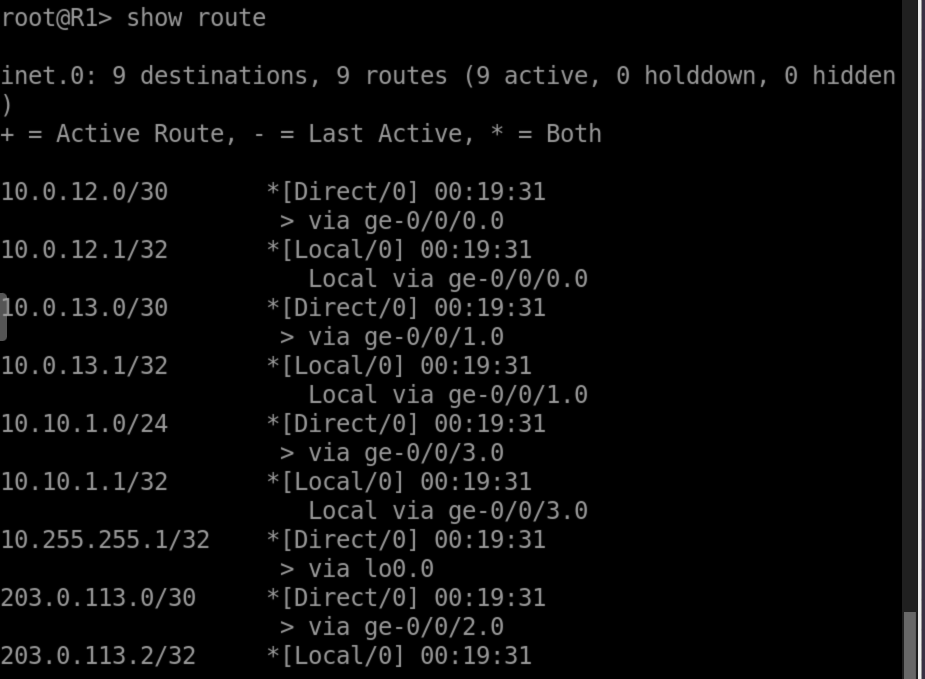 root@R1> show route
inet.0: 9 destinations, 9 routes (9 active, 0 holddown, 0 hidden
)
+ = Active Route, - = Last Active, * = Both
10.0.12.0/30       *[Direct/0] 00:19:31
                    > via ge-0/0/0.0
10.0.12.1/32       *[Local/0] 00:19:31
                      Local via ge-0/0/0.0
10.0.13.0/30       *[Direct/0] 00:19:31
                    > via ge-0/0/1.0
10.0.13.1/32       *[Local/0] 00:19:31
                      Local via ge-0/0/1.0
10.10.1.0/24       *[Direct/0] 00:19:31
                    > via ge-0/0/3.0
10.10.1.1/32       *[Local/0] 00:19:31
                      Local via ge-0/0/3.0
10.255.255.1/32    *[Direct/0] 00:19:31
                    > via lo0.0
203.0.113.0/30     *[Direct/0] 00:19:31
                    > via ge-0/0/2.0
203.0.113.2/32     *[Local/0] 00:19:31